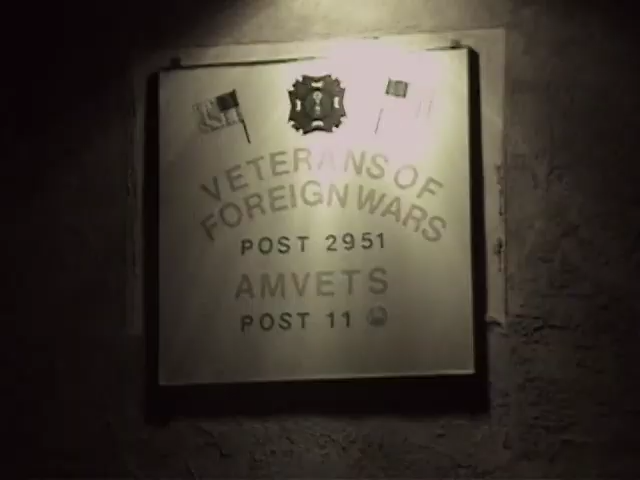 VETERANS OF
FOREIGN WARS
POST 2951
AMVETS
POST 11